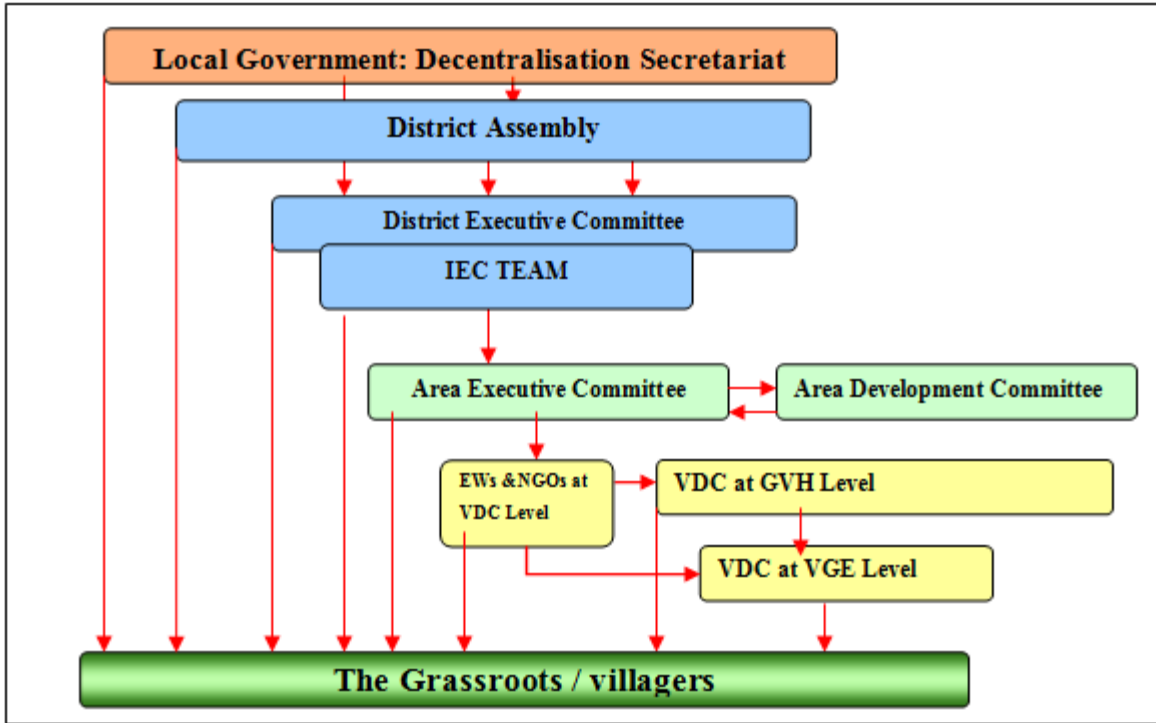 Local Government: Decentralisation Secretariat
District Assembly
District Executive Committee
IEC TEAM
Area Executive Committee
Area Development Committee
EWs &NGOs at
VDC Level
VDC at GVH Level
VDC at VGE Level
The Grassroots / villagers